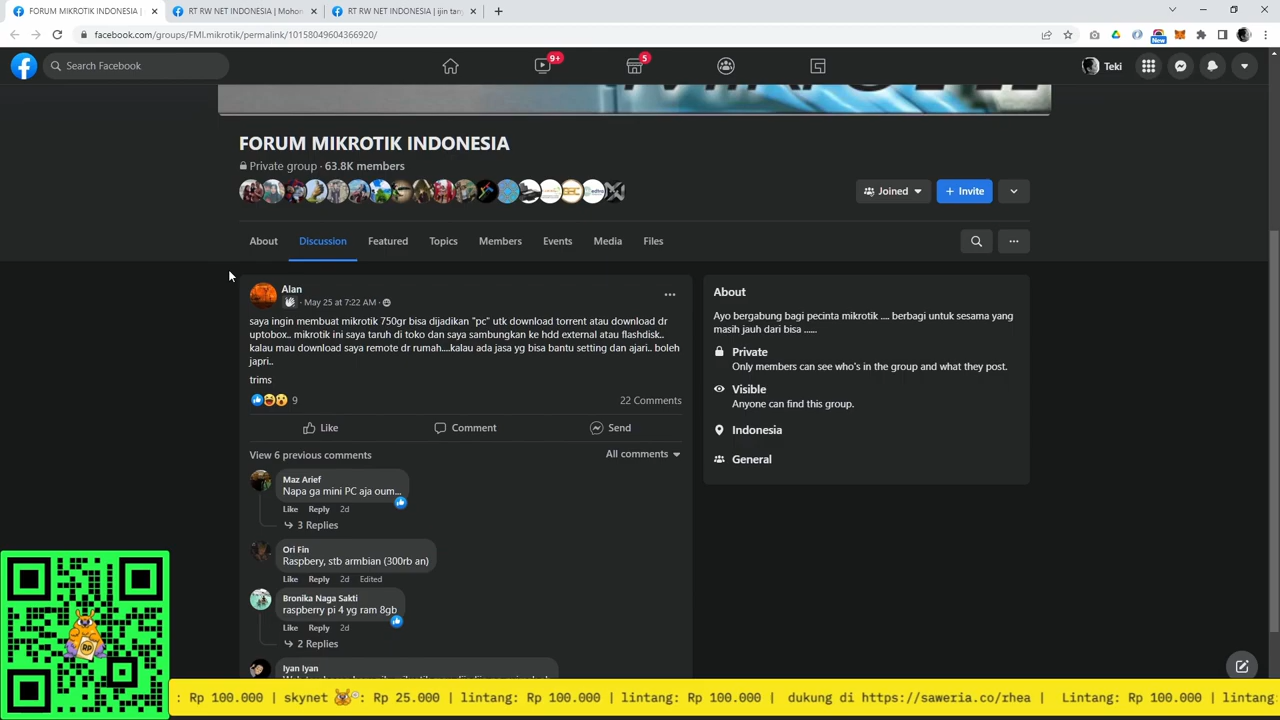 FORUM MIKROTIK INDONESIA |
RT RW NET INDONESIA | Mohon
RT RW NET INDONESIA | ijin tan
facebook.com/groups/FMI.mikrotik/permalink/10158049604366920/
New
Search Facebook
9+
5
Teki
FORUM MIKROTIK INDONESIA
Private group · 63.8K members
Joined
+ Invite
About
Discussion
Featured
Topics
Members
Events
Media
Files
Alan
· May 25 at 7:22 AM ·
saya ingin membuat mikrotik 750gr bisa dijadikan "pc" utk download torrent atau download dr
uptobox.. mikrotik ini saya taruh di toko dan saya sambungkan ke hdd external atau flashdisk..
kalau mau download saya remote dr rumah....kalau ada jasa yg bisa bantu setting dan ajari.. boleh
japri..
trims
9
22 Comments
Like
Comment
Send
View 6 previous comments
All comments
Maz Arief
Napa ga mini PC aja oum...
Like Reply 2d
3 Replies
Ori Fin
Raspbery, stb armbian (300rb an)
Like Reply 2d Edited
Bronika Naga Sakti
raspberry pi 4 yg ram 8gb
Like Reply 2d
2 Replies
Iyan Iyan
About
Ayo bergabung bagi pecinta mikrotik .... berbagi untuk sesama yang
masih jauh dari bisa ......
Private
Only members can see who's in the group and what they post.
Visible
Anyone can find this group.
Indonesia
General
RP
: Rp 100.000 | skynet : Rp 25.000 | lintang: Rp 100.000 | lintang: Rp 100.000 | dukung di https://saweria.co/rhea | Lintang: Rp 100.000 | lintang: